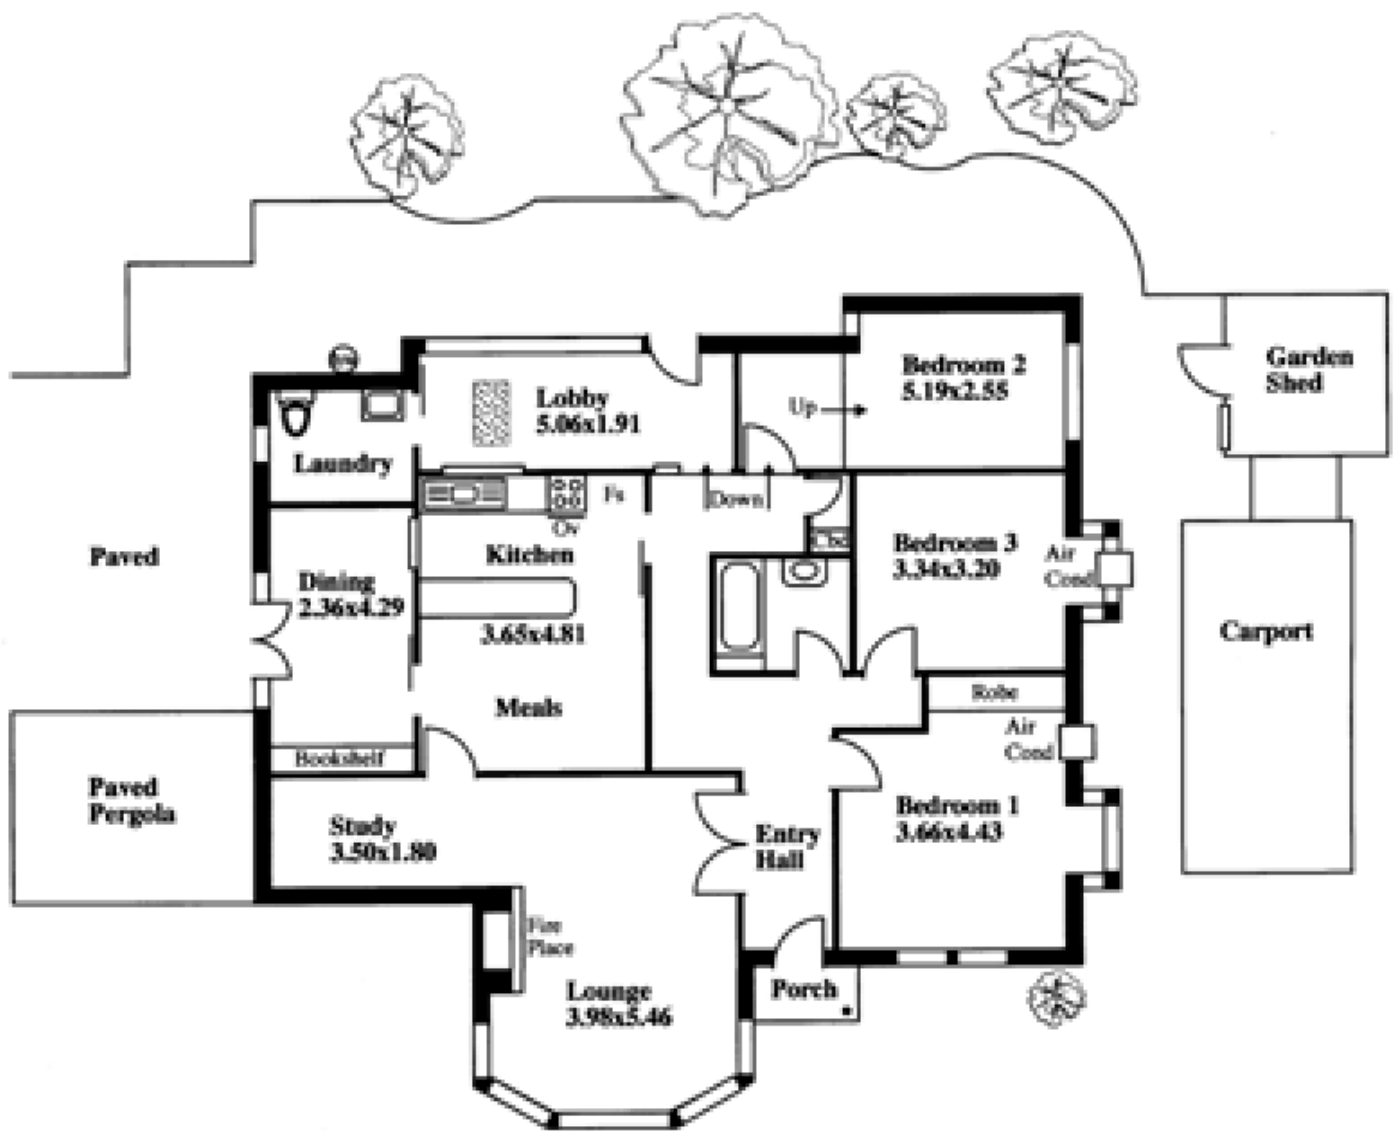 Bedroom 2
5.19x2.55
Garden
Shed
Lobby
5.06x1.91
Up
Laundry
Fs
Down
Ov
Kitchen
Bedroom 3
3.34x3.20
Air
Cond
Paved
Dining
2.36x4.29
3.65x4.81
Carport
Meals
Robe
Air
Cond
Bookshelf
Paved
Pergola
Study
3.50x1.80
Entry
Hall
Bedroom 1
3.66x4.43
Fire
Place
Lounge
3.98x5.46
Porch